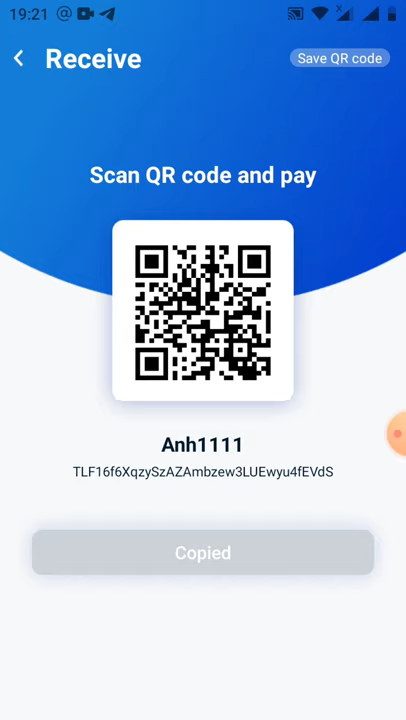 19:21
Receive
Save QR code
Scan QR code and pay
Anh1111
TLF16f6XqzySzAZAmbzew3LUEwyu4fEVdS
Copied